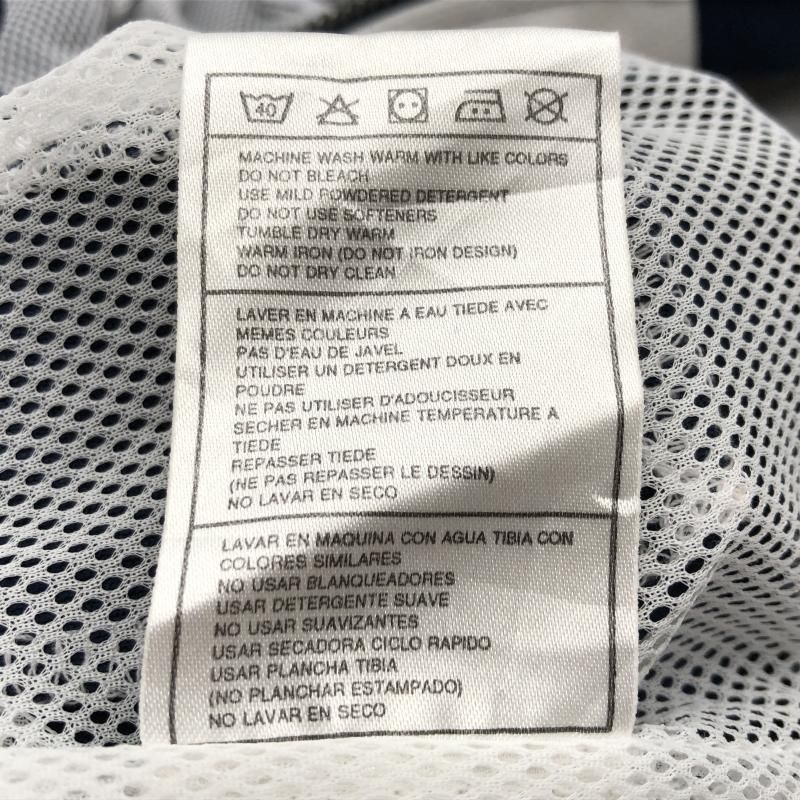 40
MACHINE WASH WARM WITH LIKE COLORS
DO NOT BLEACH
USE MILD POWDERED DETERGENT
DO NOT USE SOFTENERS
TUMBLE DRY WARM
WARM IRON (DO NOT IRON DESIGN)
DO NOT DRY CLEAN
LAVER EN MACHINE A EAU TIEDE AVEC
MEMES COULEURS
PAS D'EAU DE JAVEL
UTILISER UN DETERGENT DOUX EN
POUDRE
NE PAS UTILISER D'ADOUCISSEUR
SECHER EN MACHINE TEMPERATURE A
TIEDE
REPASSER TIEDE
(NE PAS REPASSER LE DESSIN)
NO LAVAR EN SECO
LAVAR EN MAQUINA CON AGUA TIBIA CON
COLORES SIMILARES
NO USAR BLANQUEADORES
USAR DETERGENTE SUAVE
NO USAR SUAVIZANTES
USAR SECADORA CICLO RAPIDO
USAR PLANCHA TIBIA
(NO PLANCHAR ESTAMPADO)
NO LAVAR EN SECO